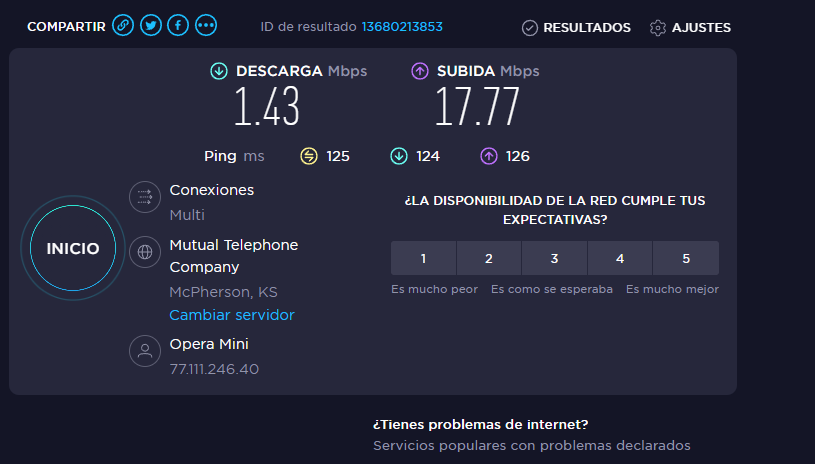 COMPARTIR
ID de resultado 13680213853
RESULTADOS
AJUSTES
DESCARGA Mbps
1.43
SUBIDA Mbps
17.77
Ping ms
125
124
126
Conexiones
Multi
Mutual Telephone
Company
McPherson, KS
Cambiar servidor
Opera Mini
77.111.246.40
INICIO
¿LA DISPONIBILIDAD DE LA RED CUMPLE TUS
EXPECTATIVAS?
1 2 3 4 5
Es mucho peor Es como se esperaba Es mucho mejor
¿Tienes problemas de internet?
Servicios populares con problemas declarados